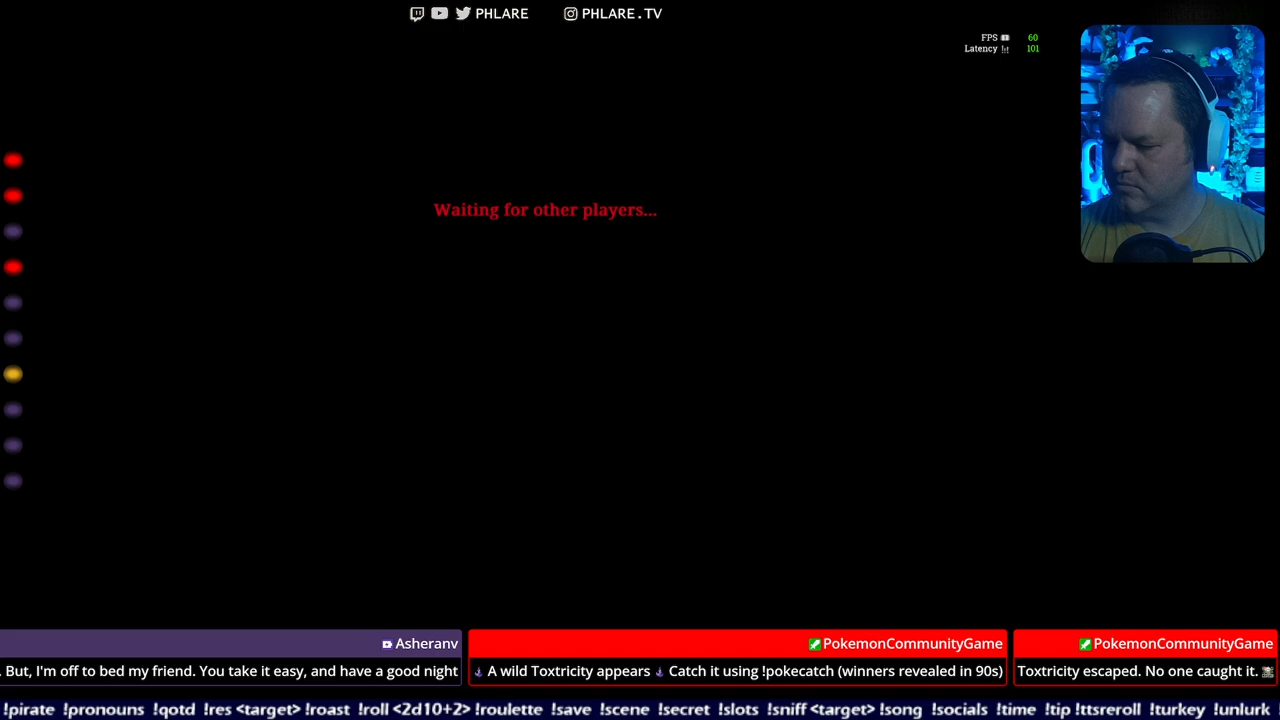 PHLARE PHLARE.TV
FPS 60
Latency 101
Waiting for other players...
Asheranv
. But, I'm off to bed my friend. You take it easy, and have a good night
PokemonCommunityGame
A wild Toxtricity appears Catch it using !pokecatch (winners revealed in 90s)
PokemonCommunityGame
Toxtricity escaped. No one caught it.
!pirate !pronouns !qotd !res <target> !roast !roll <2d10+2> !roulette !save !scene !secret !slots !sniff <target> !song !socials !time !tip !ttsreroll !turkey !unlurk